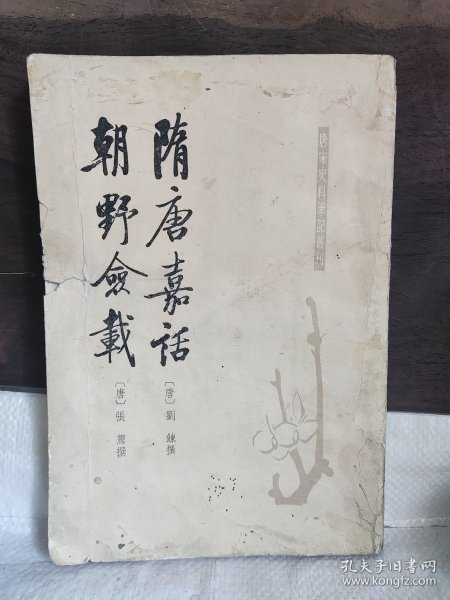 唐宋史料筆記叢刊
隋唐嘉話
〔唐〕劉餗撰
朝野僉載
〔唐〕張鷟撰
孔夫子旧书网
www.kongfz.com